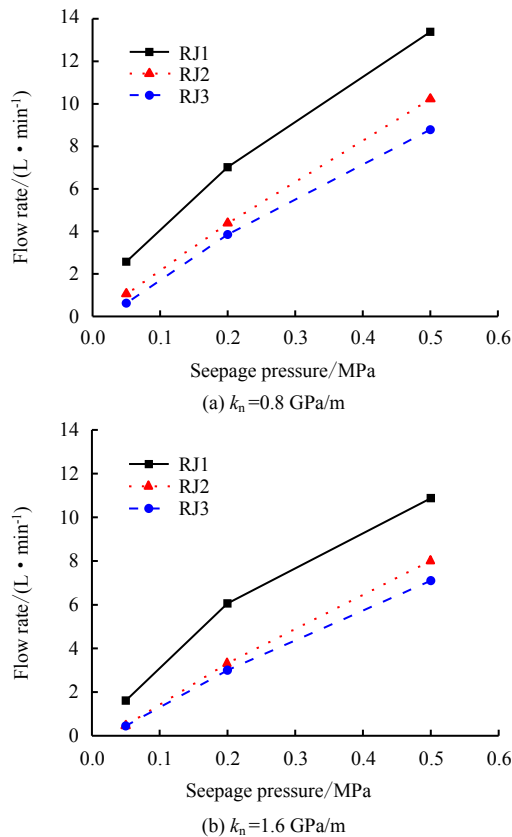 14
12
10
8
6
4
2
0
Flow rate/(L • min⁻¹)
RJ1
RJ2
RJ3
0.0 0.1 0.2 0.3 0.4 0.5 0.6
Seepage pressure/MPa
(a) kₙ=0.8 GPa/m
14
12
10
8
6
4
2
0
Flow rate/(L • min⁻¹)
RJ1
RJ2
RJ3
0.0 0.1 0.2 0.3 0.4 0.5 0.6
Seepage pressure/MPa
(b) kₙ=1.6 GPa/m